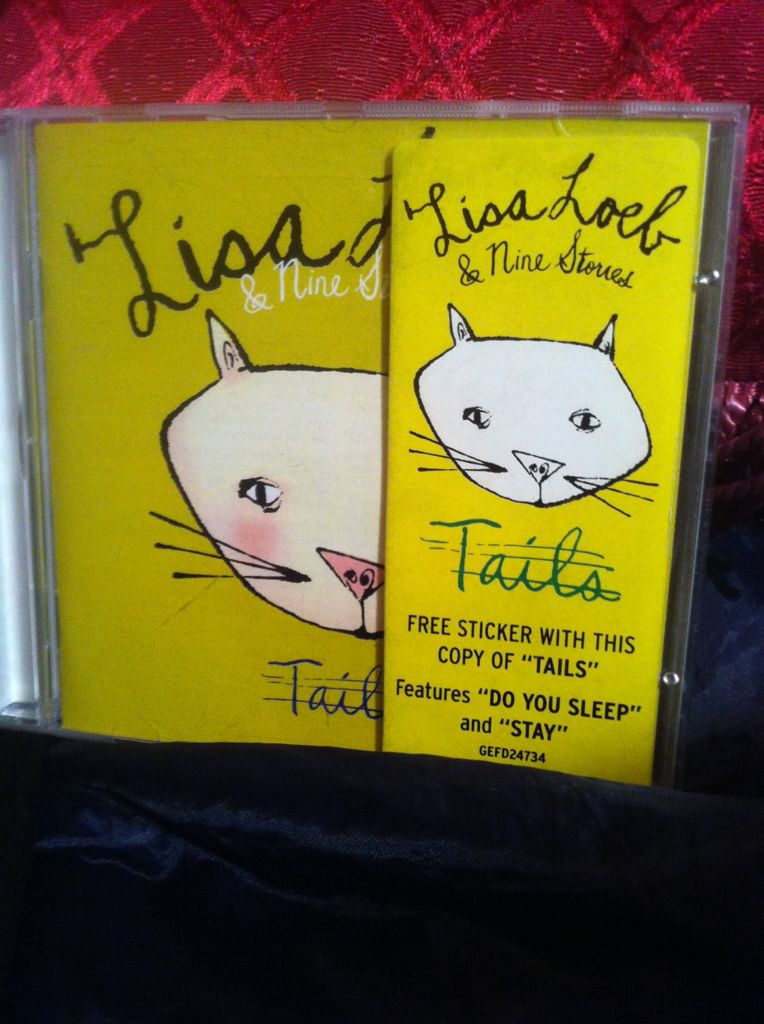 Lisa
& Nine S
Tail
Lisa Loeb
& Nine Stories
Tails
FREE STICKER WITH THIS
COPY OF "TAILS"
Features "DO YOU SLEEP"
and "STAY"
GEFD24734